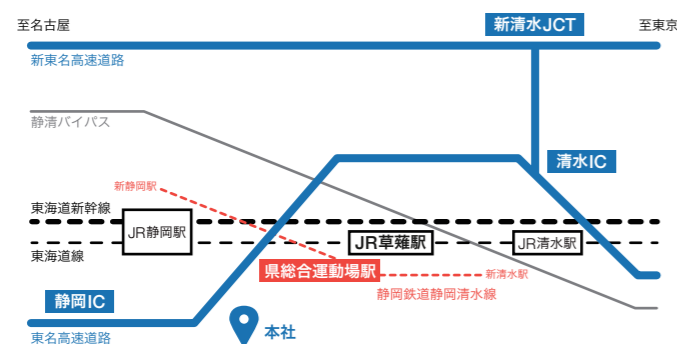 至名古屋
新清水JCT
至東京
新東名高速道路
静清バイパス
清水IC
新静岡駅
東海道新幹線
JR静岡駅
JR草薙駅
JR清水駅
東海道線
県総合運動場駅
新清水駅
静岡鉄道静岡清水線
静岡IC
本社
東名高速道路